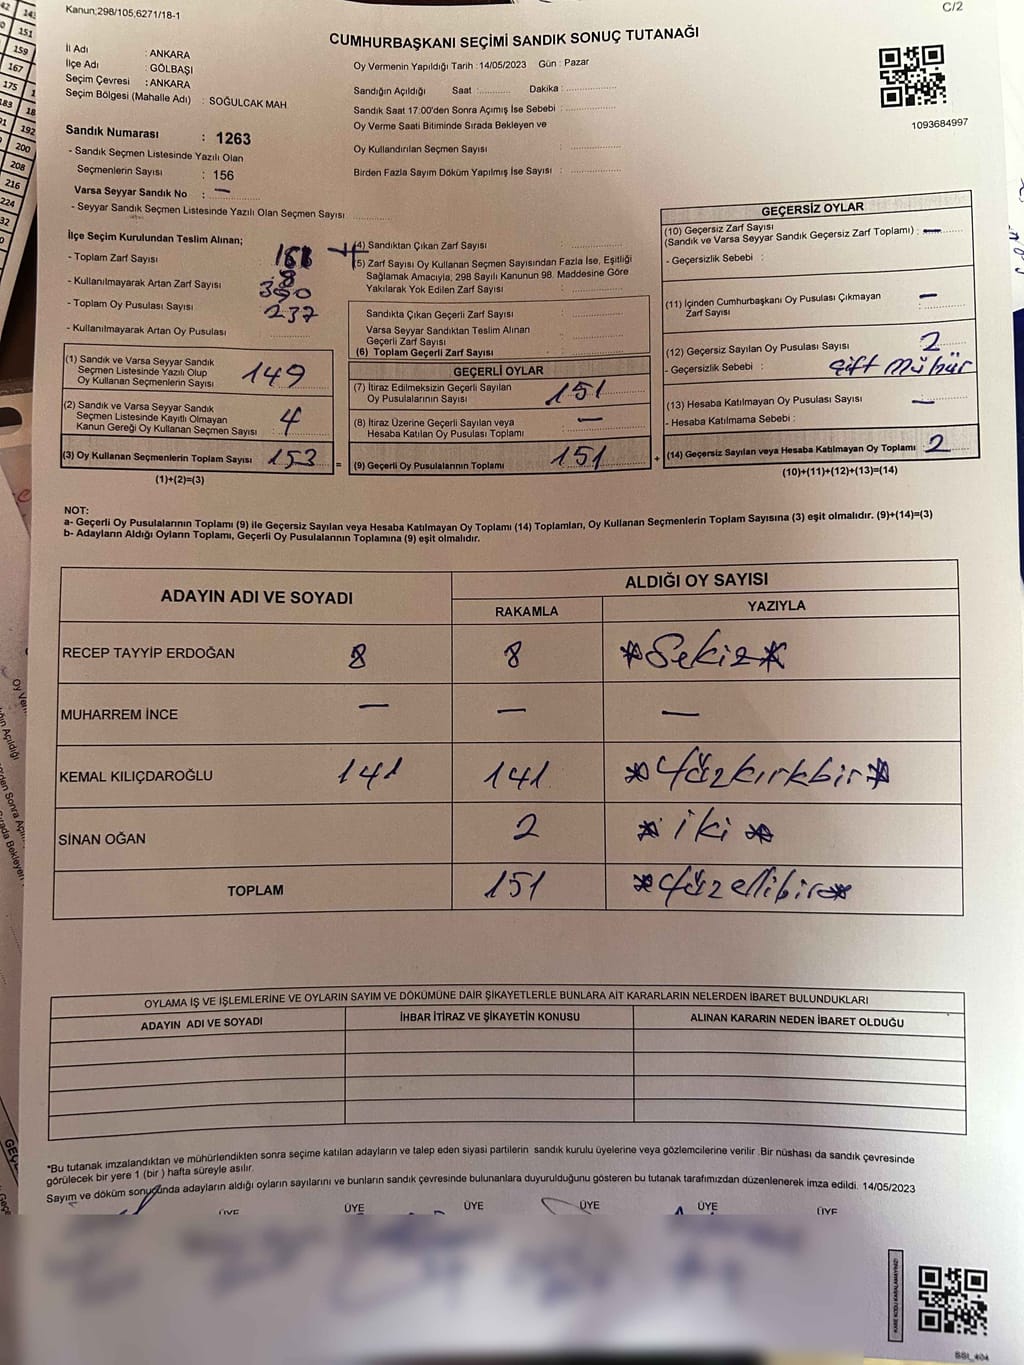 Kanun;298/105;6271/18-1
C/2
CUMHURBAŞKANI SEÇİMİ SANDIK SONUÇ TUTANAĞI
İl Adı : ANKARA
İlçe Adı : GÖLBAŞI
Seçim Çevresi : ANKARA
Seçim Bölgesi (Mahalle Adı) : SOĞULCAK MAH
Oy Vermenin Yapıldığı Tarih : 14/05/2023 Gün : Pazar
Sandığın Açıldığı Saat :.......... Dakika :................
Sandık Saat 17.00'den Sonra Açımış İse Sebebi :................
Oy Verme Saati Bitiminde Sırada Bekleyen ve
Oy Kullandırılan Seçmen Sayısı : ................
Birden Fazla Sayım Döküm Yapılmış İse Sayısı : ................
1093684997
Sandık Numarası : 1263
- Sandık Seçmen Listesinde Yazılı Olan
Seçmenlerin Sayısı : 156
Varsa Seyyar Sandık No : —
- Seyyar Sandık Seçmen Listesinde Yazılı Olan Seçmen Sayısı ............
İlçe Seçim Kurulundan Teslim Alınan;
- Toplam Zarf Sayısı
- Kullanılmayarak Artan Zarf Sayısı 8
- Toplam Oy Pusulası Sayısı 390
- Kullanılmayarak Artan Oy Pusulası 237
(1) Sandık ve Varsa Seyyar Sandık
Seçmen Listesinde Yazılı Olup
Oy Kullanan Seçmenlerin Sayısı 149
(2) Sandık ve Varsa Seyyar Sandık
Seçmen Listesinde Kayıtlı Olmayan
Kanun Gereği Oy Kullanan Seçmen Sayısı 4
(3) Oy Kullanan Seçmenlerin Toplam Sayısı 153
(1)+(2)=(3)
(4) Sandıktan Çıkan Zarf Sayısı : ................
(5) Zarf Sayısı Oy Kullanan Seçmen Sayısından Fazla İse, Eşitliği
Sağlamak Amacıyla, 298 Sayılı Kanunun 98. Maddesine Göre
Yakılarak Yok Edilen Zarf Sayısı : ................
Sandıkta Çıkan Geçerli Zarf Sayısı : ................
Varsa Seyyar Sandıktan Teslim Alınan
Geçerli Zarf Sayısı : ................
(6) Toplam Geçerli Zarf Sayısı : ................
GEÇERLİ OYLAR
(7) İtiraz Edilmeksizin Geçerli Sayılan
Oy Pusulalarının Sayısı 151
(8) İtiraz Üzerine Geçerli Sayılan veya
Hesaba Katılan Oy Pusulası Toplamı —
= (9) Geçerli Oy Pusulalarının Toplamı 151
GEÇERSİZ OYLAR
(10) Geçersiz Zarf Sayısı
(Sandık ve Varsa Seyyar Sandık Geçersiz Zarf Toplamı) : —
- Geçersizlik Sebebi :
(11) İçinden Cumhurbaşkanı Oy Pusulası Çıkmayan
Zarf Sayısı : —
(12) Geçersiz Sayılan Oy Pusulası Sayısı : 2
- Geçersizlik Sebebi : Çift Mühür
(13) Hesaba Katılmayan Oy Pusulası Sayısı : —
- Hesaba Katılmama Sebebi :
+ (14) Geçersiz Sayılan veya Hesaba Katılmayan Oy Toplamı 2
(10)+(11)+(12)+(13)=(14)
NOT:
a- Geçerli Oy Pusulalarının Toplamı (9) ile Geçersiz Sayılan veya Hesaba Katılmayan Oy Toplamı (14) Toplamları, Oy Kullanan Seçmenlerin Toplam Sayısına (3) eşit olmalıdır. (9)+(14)=(3)
b- Adayların Aldığı Oyların Toplamı, Geçerli Oy Pusulalarının Toplamına (9) eşit olmalıdır.
ADAYIN ADI VE SOYADI
ALDIĞI OY SAYISI
RAKAMLA YAZIYLA
RECEP TAYYİP ERDOĞAN 8 8 *Sekiz*
MUHARREM İNCE — — —
KEMAL KILIÇDAROĞLU 141 141 *Yüzkırkbir*
SİNAN OĞAN 2 *iki*
TOPLAM 151 *Yüzellibir*
OYLAMA İŞ VE İŞLEMLERİNE VE OYLARIN SAYIM VE DÖKÜMÜNE DAİR ŞİKAYETLERLE BUNLARA AİT KARARLARIN NELERDEN İBARET BULUNDUKLARI
ADAYIN ADI VE SOYADI İHBAR İTİRAZ VE ŞİKAYETİN KONUSU ALINAN KARARIN NEDEN İBARET OLDUĞU
*Bu tutanak imzalandıktan ve mühürlendikten sonra seçime katılan adayların ve talep eden siyasi partilerin sandık kurulu üyelerine veya gözlemcilerine verilir .Bir nüshası da sandık çevresinde
görülecek bir yere 1 (bir ) hafta süreyle asılır.
Sayım ve döküm sonucunda adayların aldığı oyların sayılarını ve bunların sandık çevresinde bulunanlara duyurulduğunu gösteren bu tutanak tarafımızdan düzenlenerek imza edildi. 14/05/2023
ÜYE ÜYE ÜYE ÜYE ÜYE ÜYE
KARE KODU KARALAMAYINIZ!